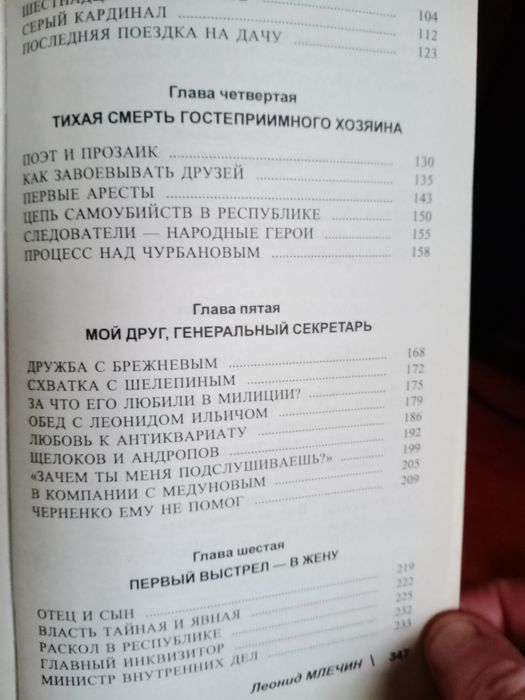 ШЕСТНАДЦ
СЕРЫЙ КАРДИНАЛ 104
ПОСЛЕДНЯЯ ПОЕЗДКА НА ДАЧУ 112
123
Глава четвертая
ТИХАЯ СМЕРТЬ ГОСТЕПРИИМНОГО ХОЗЯИНА
ПОЭТ И ПРОЗАИК 130
КАК ЗАВОЕВЫВАТЬ ДРУЗЕЙ 135
ПЕРВЫЕ АРЕСТЫ 143
ЦЕПЬ САМОУБИЙСТВ В РЕСПУБЛИКЕ 150
СЛЕДОВАТЕЛИ — НАРОДНЫЕ ГЕРОИ 155
ПРОЦЕСС НАД ЧУРБАНОВЫМ 158
Глава пятая
МОЙ ДРУГ, ГЕНЕРАЛЬНЫЙ СЕКРЕТАРЬ
ДРУЖБА С БРЕЖНЕВЫМ 168
СХВАТКА С ШЕЛЕПИНЫМ 172
ЗА ЧТО ЕГО ЛЮБИЛИ В МИЛИЦИИ? 175
ОБЕД С ЛЕОНИДОМ ИЛЬИЧОМ 179
ЛЮБОВЬ К АНТИКВАРИАТУ 186
ЩЕЛОКОВ И АНДРОПОВ 192
«ЗАЧЕМ ТЫ МЕНЯ ПОДСЛУШИВАЕШЬ?» 199
В КОМПАНИИ С МЕДУНОВЫМ 205
ЧЕРНЕНКО ЕМУ НЕ ПОМОГ 209
Глава шестая
ПЕРВЫЙ ВЫСТРЕЛ — В ЖЕНУ
ОТЕЦ И СЫН 219
ВЛАСТЬ ТАЙНАЯ И ЯВНАЯ 222
РАСКОЛ В РЕСПУБЛИКЕ 225
ГЛАВНЫЙ ИНКВИЗИТОР 232
МИНИСТР ВНУТРЕННИХ ДЕЛ 233
Леонид МЛЕЧИН \ 347